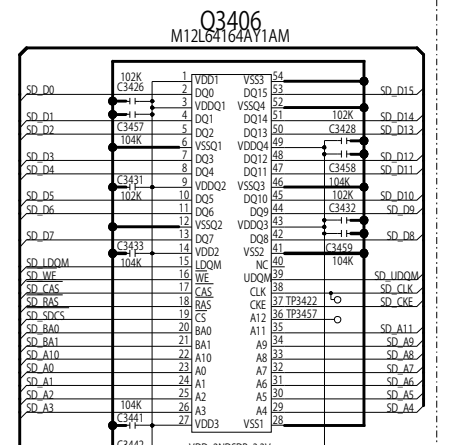 Q3406
M12L64164AY1AM
102K 1 VDD1 VSS3 54
SD_D0 C3426 2 DQ0 DQ15 53 SD_D15
3 VDDQ1 VSSQ4 52
SD_D1 4 DQ1 DQ14 51 102K SD_D14
SD_D2 C3457 5 DQ2 DQ13 50 C3428 SD_D13
104K 6 VSSQ1 VDDQ4 49
SD_D3 7 DQ3 DQ12 48 SD_D12
SD_D4 8 DQ4 DQ11 47 C3458 SD_D11
C3431 9 VDDQ2 VSSQ3 46 104K
SD_D5 102K 10 DQ5 DQ10 45 102K SD_D10
SD_D6 11 DQ6 DQ9 44 C3432 SD_D9
12 VSSQ2 VDDQ3 43
SD_D7 13 DQ7 DQ8 42 SD_D8
C3433 14 VDD2 VSS2 41 C3459
SD_LDQM 104K 15 LDQM NC 40 104K
SD_WE 16 WE UDQM 39 SD_UDQM
SD_CAS 17 CAS CLK 38 SD_CLK
SD_RAS 18 RAS CKE 37 TP3422 SD_CKE
SD_SDCS 19 CS A12 36 TP3457
SD_BA0 20 BA0 A11 35 SD_A11
SD_BA1 21 BA1 A9 34 SD_A9
SD_A10 22 A10 A8 33 SD_A8
SD_A0 23 A0 A7 32 SD_A7
SD_A1 24 A1 A6 31 SD_A6
SD_A2 25 A2 A5 30 SD_A5
SD_A3 104K 26 A3 A4 29 SD_A4
C3441 27 VDD3 VSS1 28
C3442